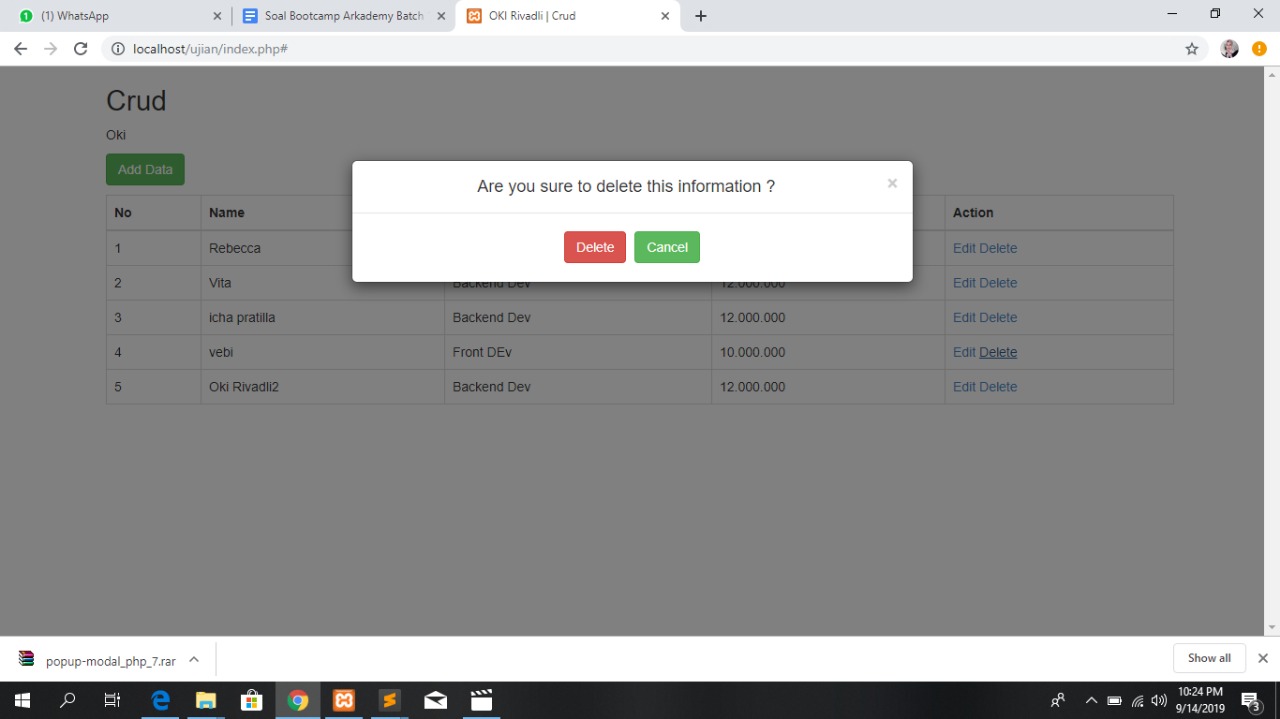 (1) WhatsApp
Soal Bootcamp Arkademy Batch
OKI Rivadli | Crud
localhost/ujian/index.php#
Crud
Oki
Add Data
Are you sure to delete this information ?
×
Delete Cancel
No Name Action
1 Rebecca Edit Delete
2 Vita Backend Dev 12.000.000 Edit Delete
3 icha pratilla Backend Dev 12.000.000 Edit Delete
4 vebi Front DEv 10.000.000 Edit Delete
5 Oki Rivadli2 Backend Dev 12.000.000 Edit Delete
popup-modal_php_7.rar
Show all
10:24 PM
9/14/2019
3